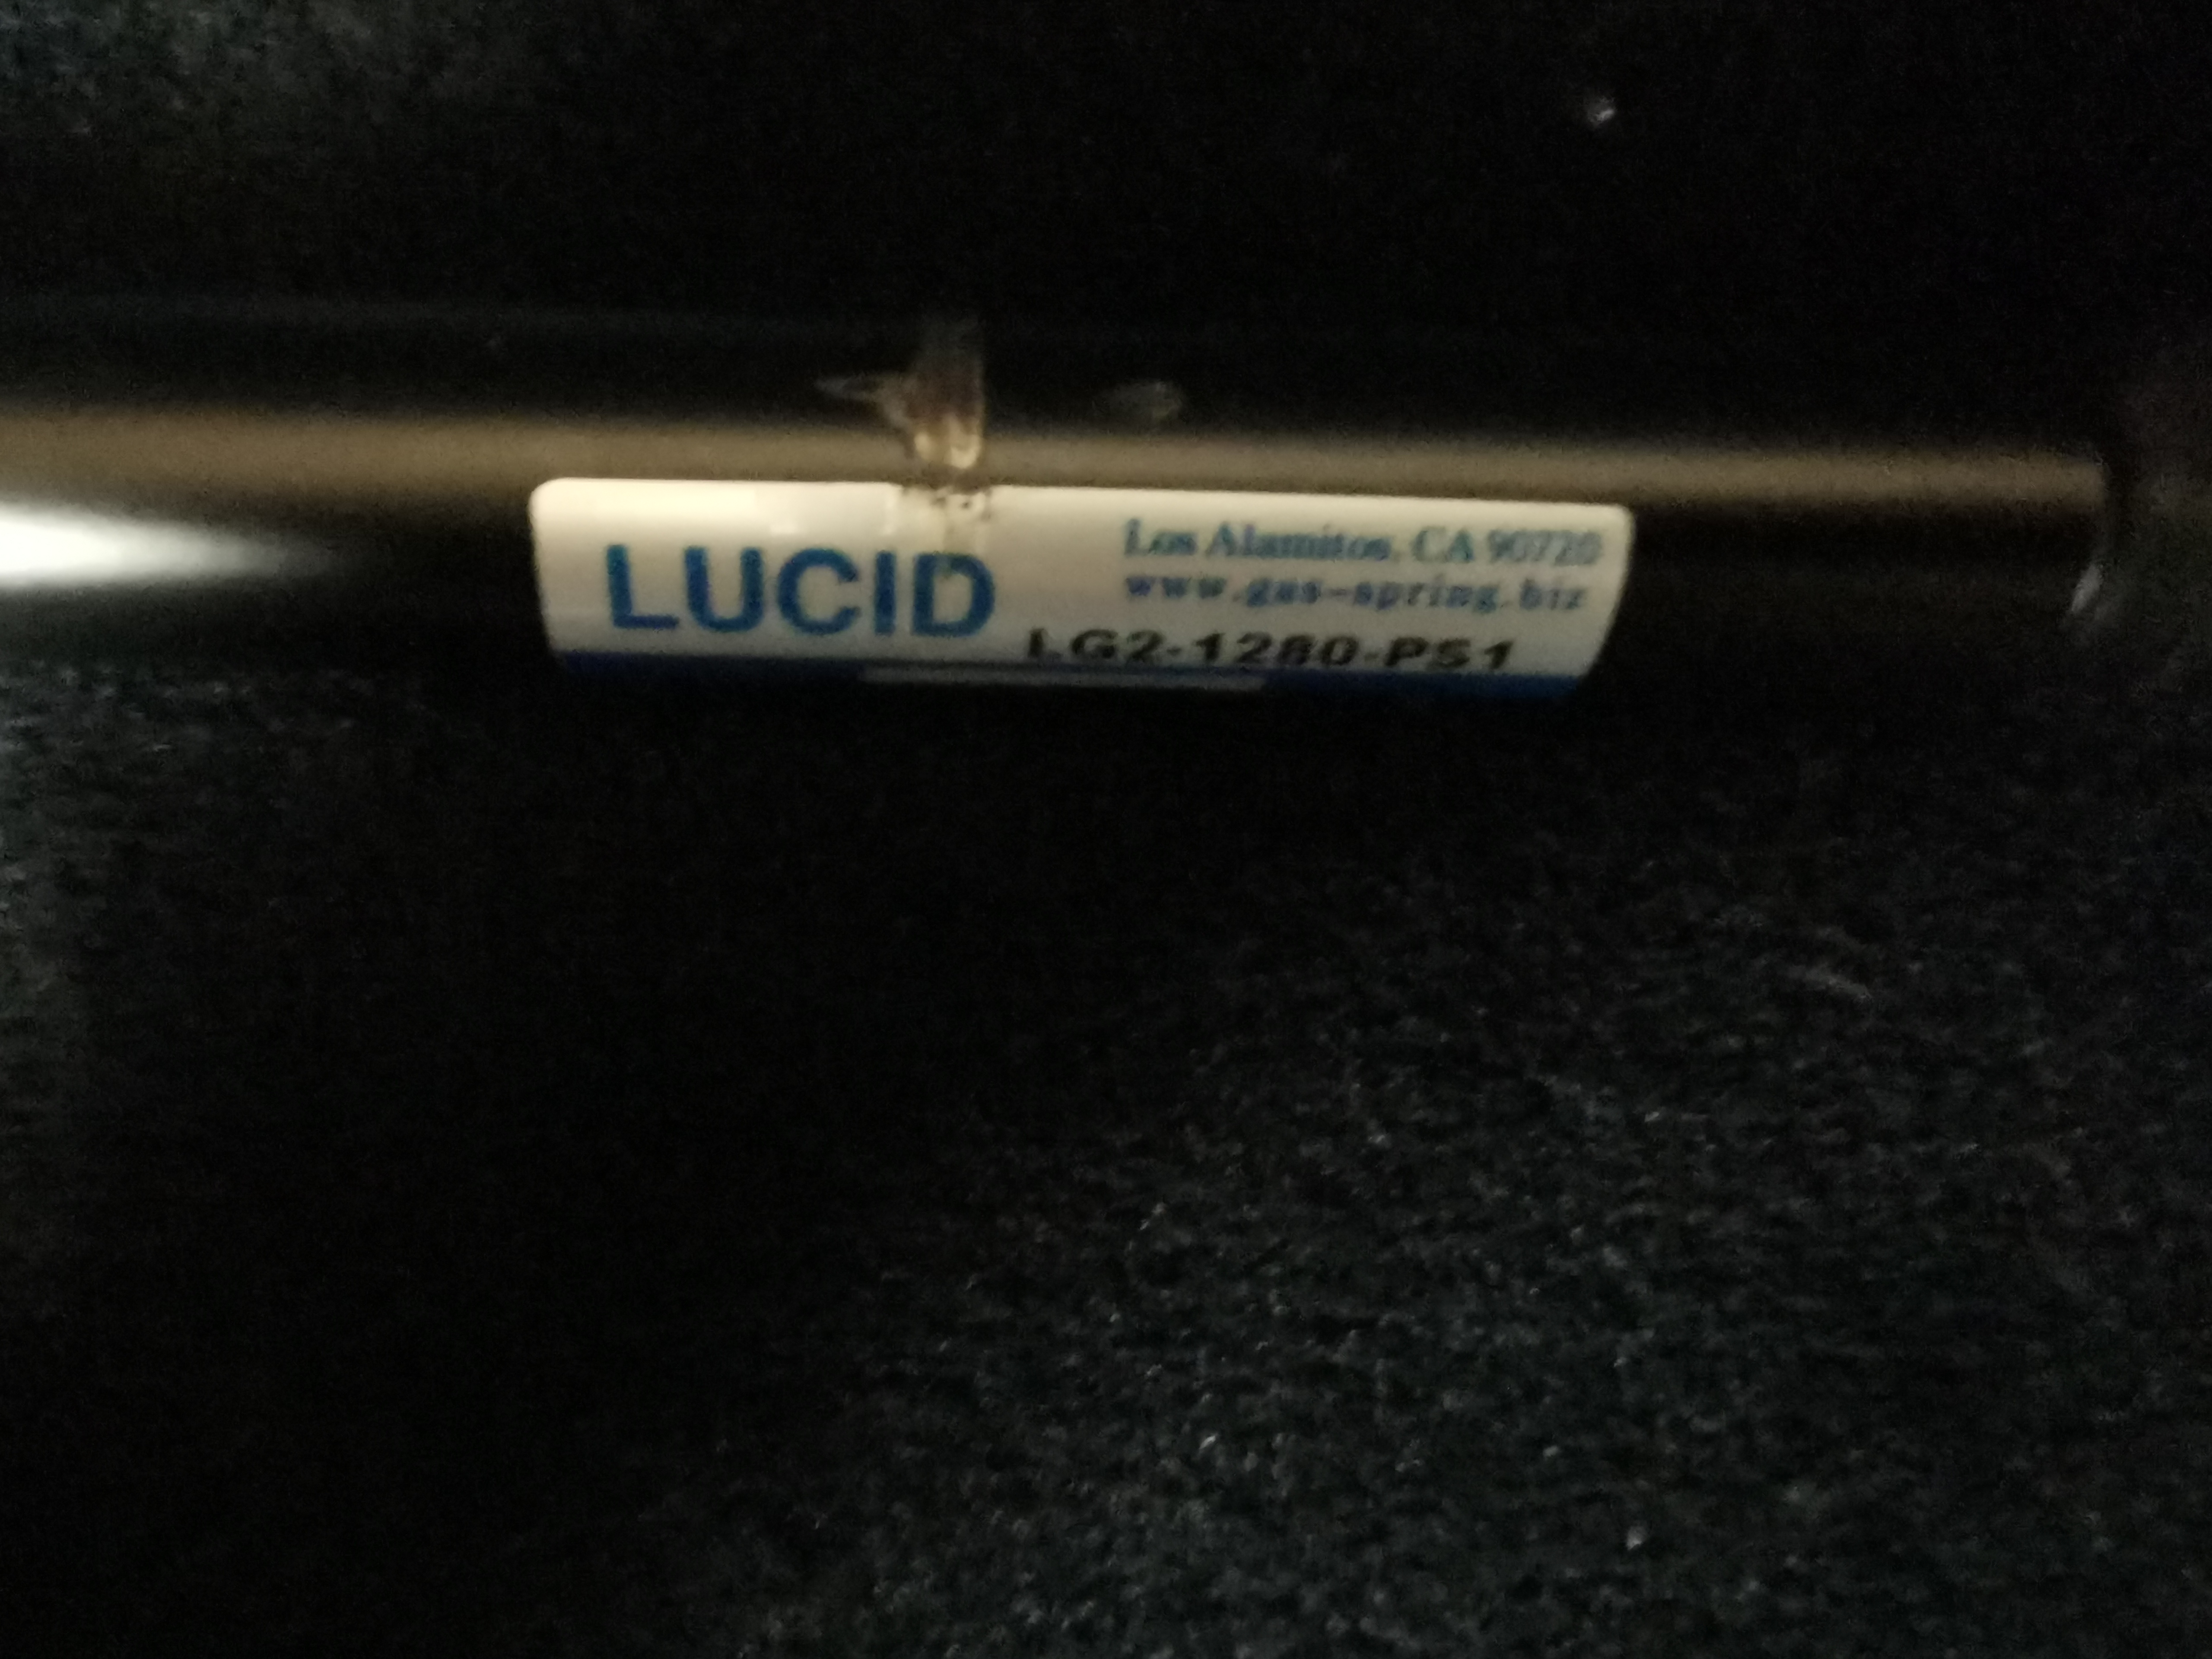 LUCID
Los Alamitos, CA 90720
www.gas-spring.biz
LG2-1280-PS1